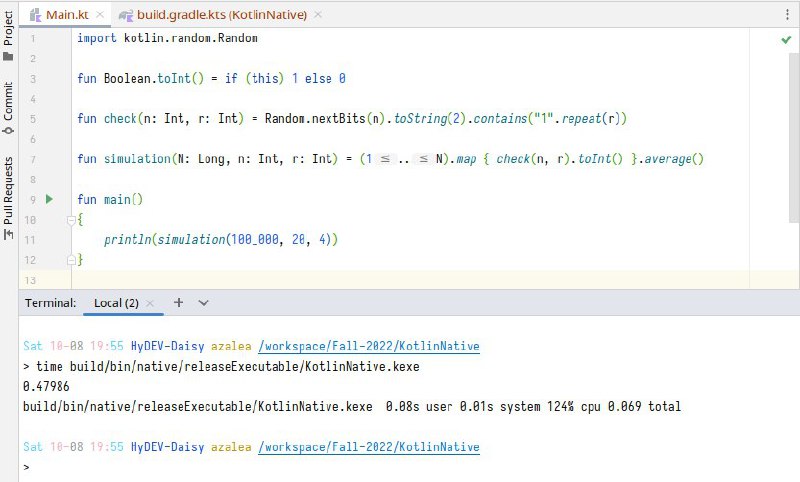 Main.kt build.gradle.kts (KotlinNative)
Project
Commit
Pull Requests
1 import kotlin.random.Random
2
3 fun Boolean.toInt() = if (this) 1 else 0
4
5 fun check(n: Int, r: Int) = Random.nextBits(n).toString(2).contains("1".repeat(r))
6
7 fun simulation(N: Long, n: Int, r: Int) = (1 ≤ .. ≤ N).map { check(n, r).toInt() }.average()
8
9 fun main()
10 {
11 println(simulation(100_000, 20, 4))
12 }
13
Terminal: Local (2)
Sat 10-08 19:55 HyDEV-Daisy azalea /workspace/Fall-2022/KotlinNative
> time build/bin/native/releaseExecutable/KotlinNative.kexe
0.47986
build/bin/native/releaseExecutable/KotlinNative.kexe 0.08s user 0.01s system 124% cpu 0.069 total
Sat 10-08 19:55 HyDEV-Daisy azalea /workspace/Fall-2022/KotlinNative
>